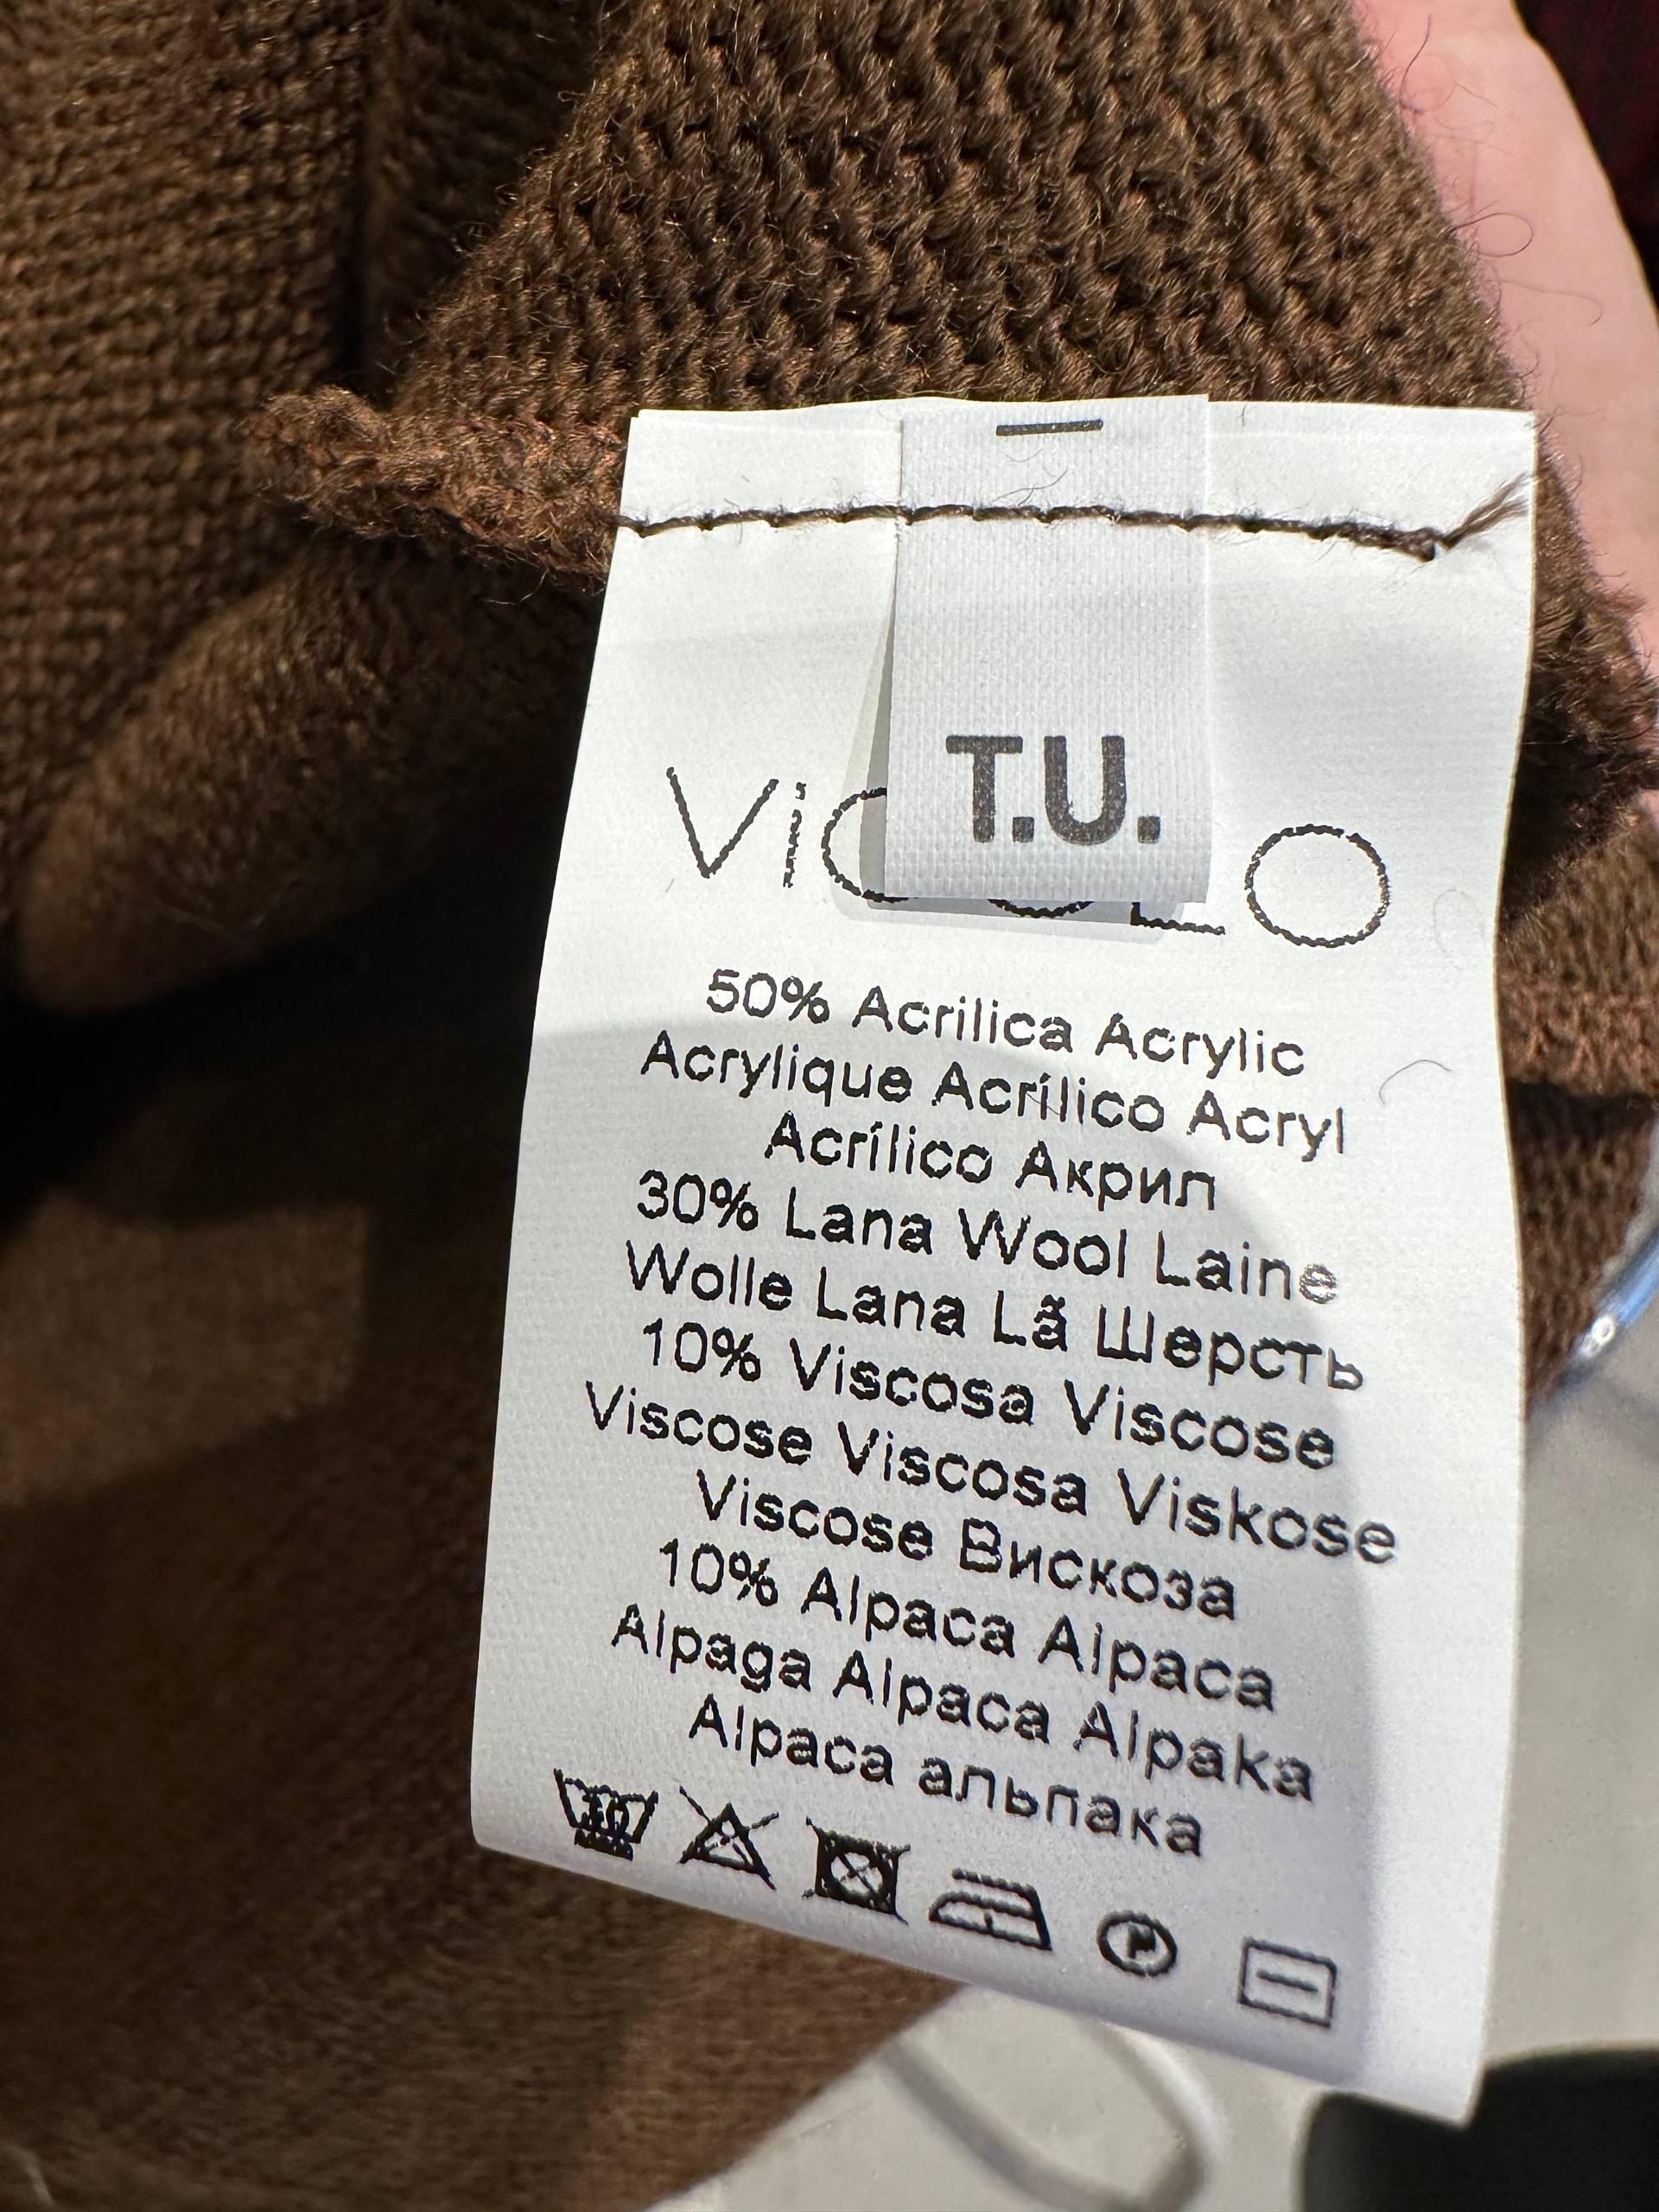 T.U.
50% Acrilica Acrylic
Acrylique Acrílico Acryl
Acrílico Акрил
30% Lana Wool Laine
Wolle Lana Lã Шерсть
10% Viscosa Viscose
Viscose Viscosa Viskose
Viscose Вискоза
10% Alpaca Alpaca
Alpaga Alpaca Alpaka
Alpaca альпака
30
P